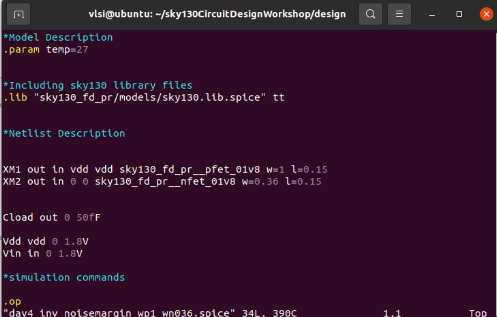 vlsi@ubuntu: ~/sky130CircuitDesignWorkshop/design
*Model Description
.param temp=27
*Including sky130 library files
.lib "sky130_fd_pr/models/sky130.lib.spice" tt
*Netlist Description
XM1 out in vdd vdd sky130_fd_pr__pfet_01v8 w=1 l=0.15
XM2 out in 0 0 sky130_fd_pr__nfet_01v8 w=0.36 l=0.15
Cload out 0 50fF
Vdd vdd 0 1.8V
Vin in 0 1.8V
*simulation commands
.op
"day4_inv_noisemargin_wp1_wn036.spice" 34L, 390C 1,1 Top